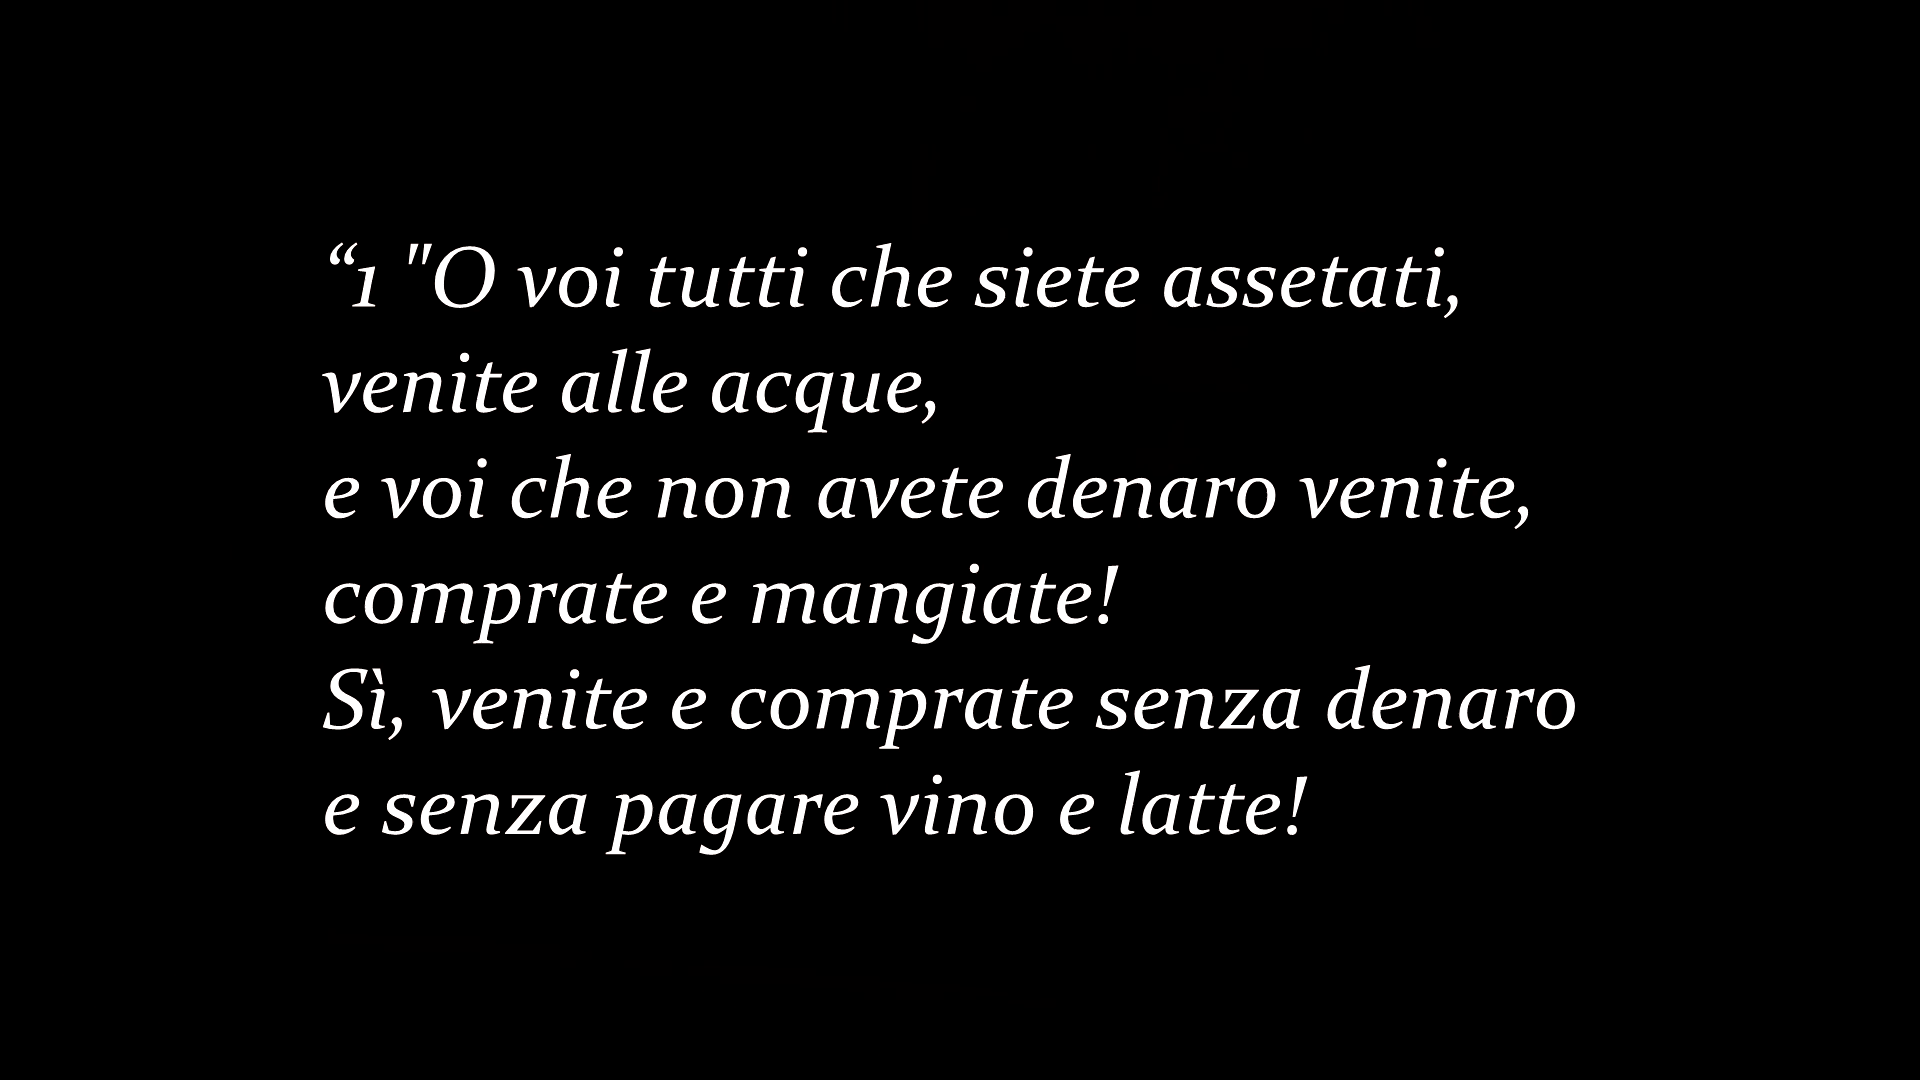 “1 "O voi tutti che siete assetati,
venite alle acque,
e voi che non avete denaro venite,
comprate e mangiate!
Sì, venite e comprate senza denaro
e senza pagare vino e latte!